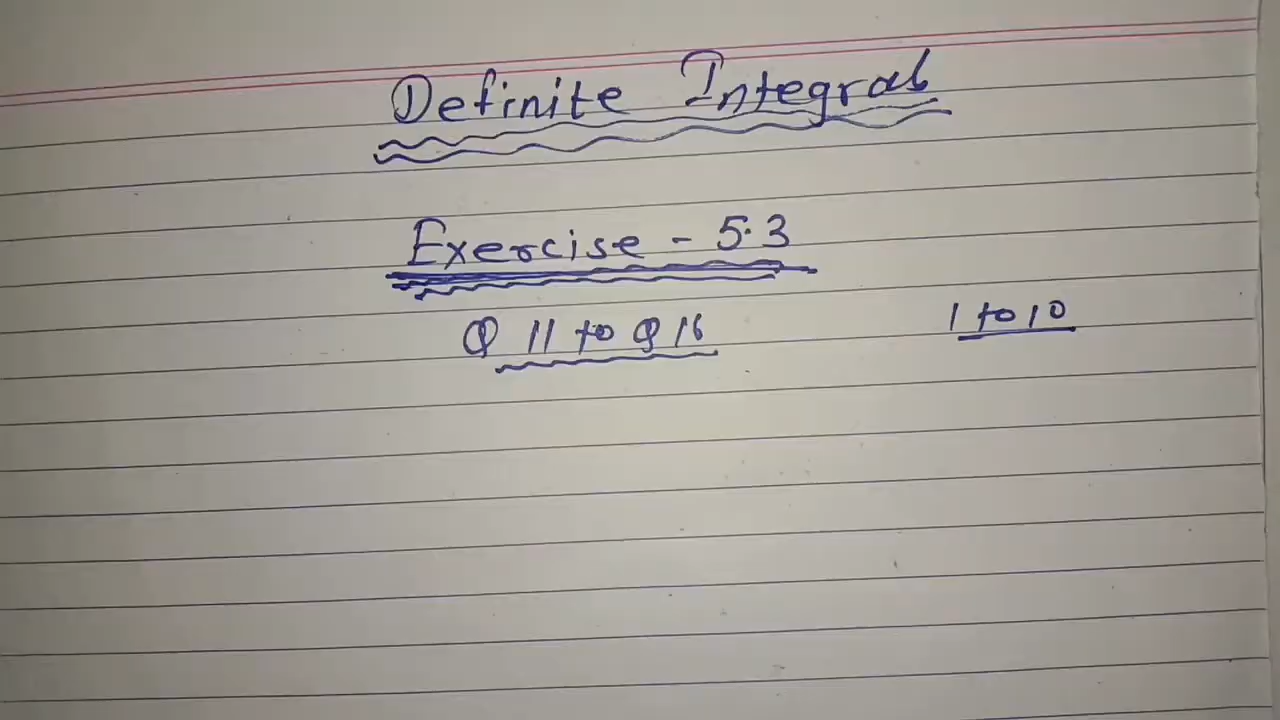 Definite Integral
Exercise - 5.3
Q 11 to Q 16
1 to 10